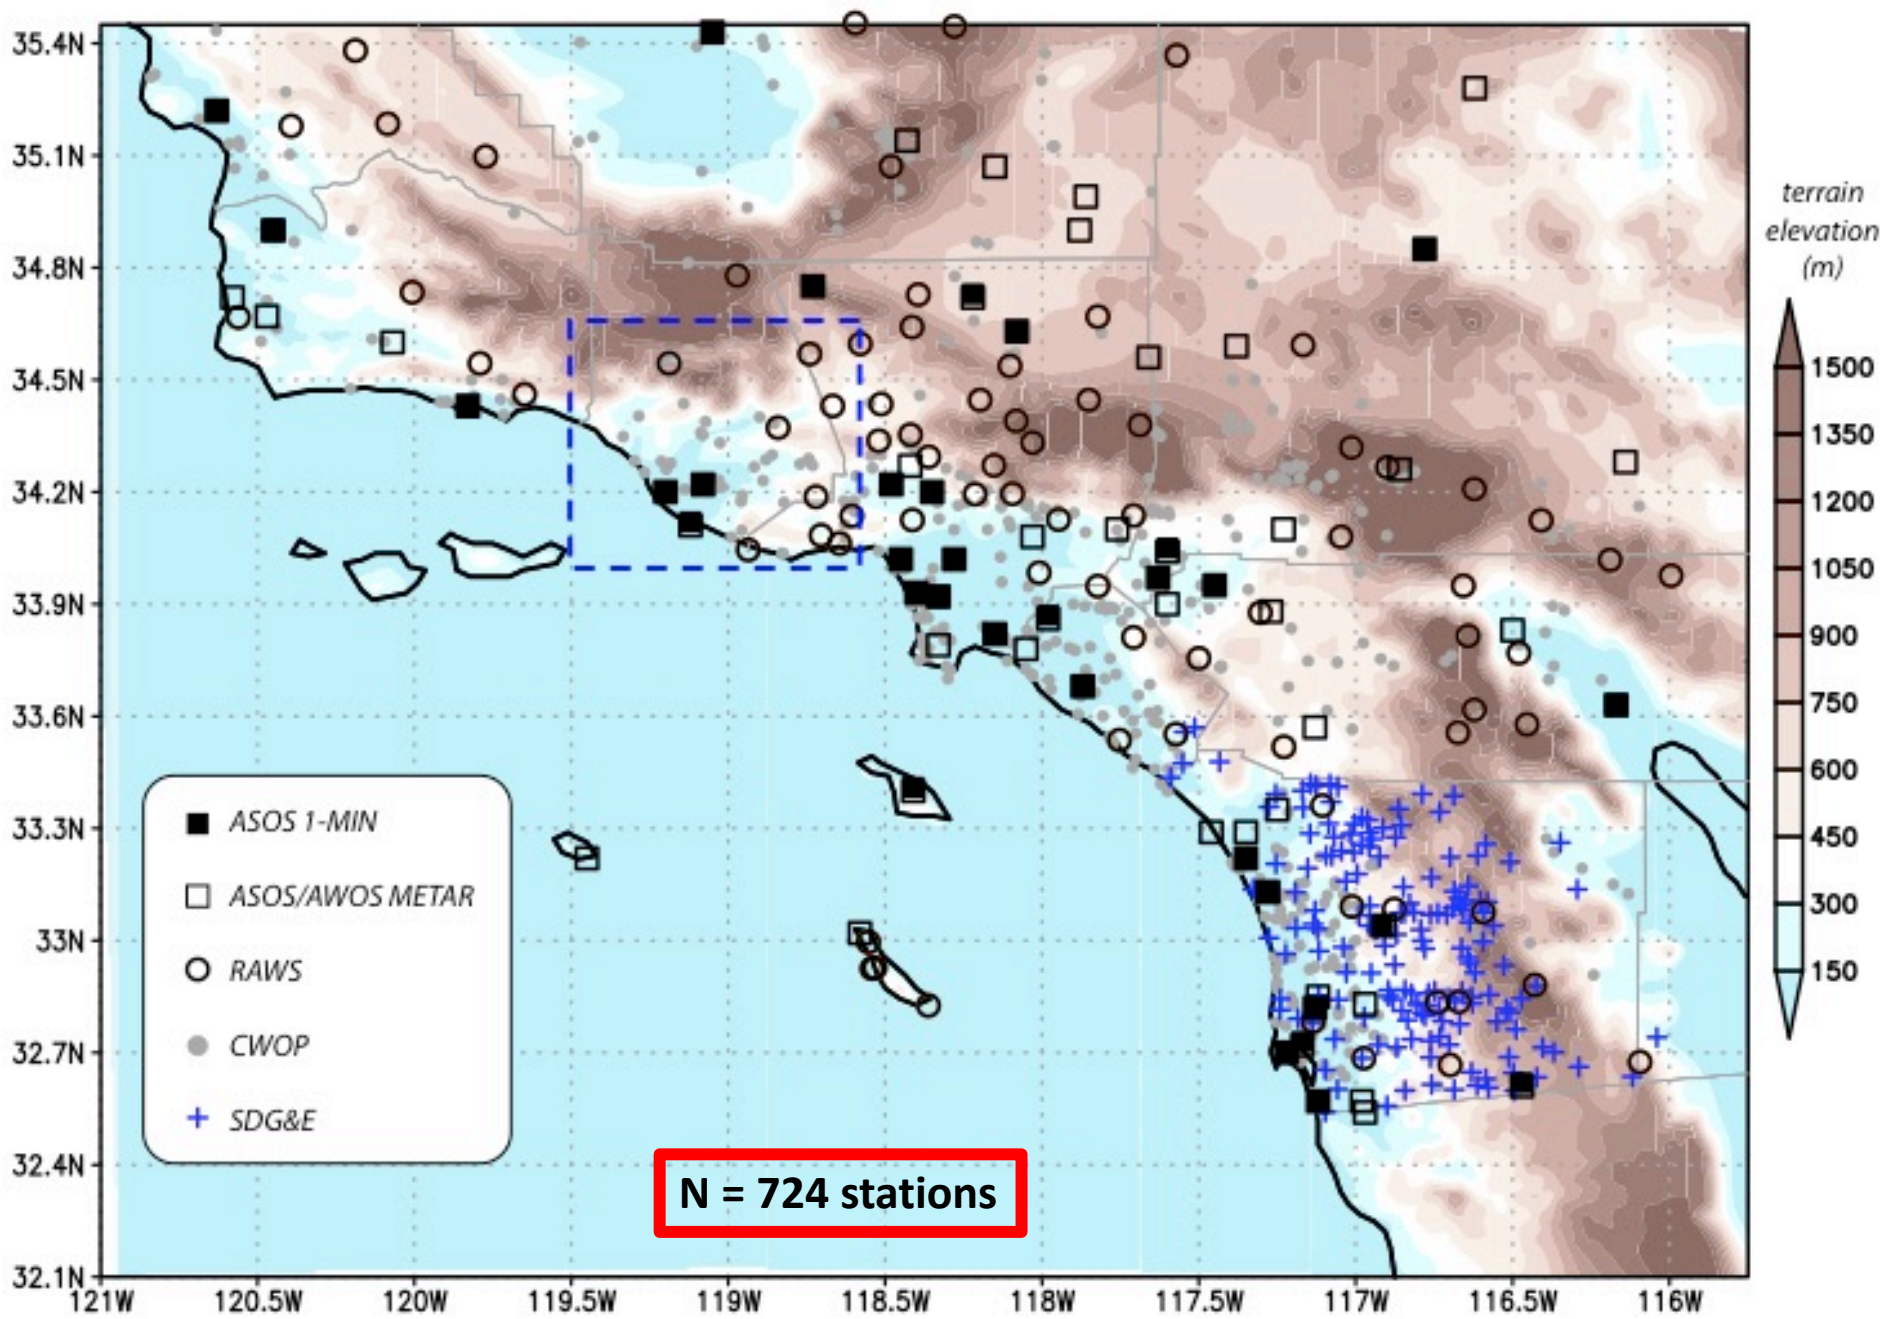 35.4N
35.1N
34.8N
34.5N
34.2N
33.9N
33.6N
33.3N
33N
32.7N
32.4N
32.1N
121W 120.5W 120W 119.5W 119W 118.5W 118W 117.5W 117W 116.5W 116W
ASOS 1-MIN
ASOS/AWOS METAR
RAWS
CWOP
SDG&E
N = 724 stations
terrain
elevation
(m)
1500
1350
1200
1050
900
750
600
450
300
150